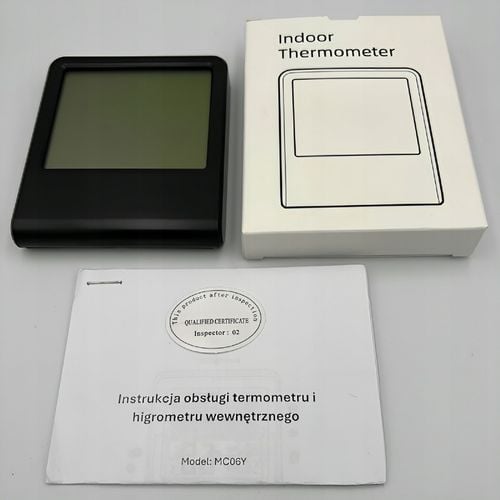 Indoor
Thermometer
This product after inspection
QUALIFIED CERTIFICATE
Inspector : 02
Instrukcja obsługi termometru i
higrometru wewnętrznego
Model: MC06Y